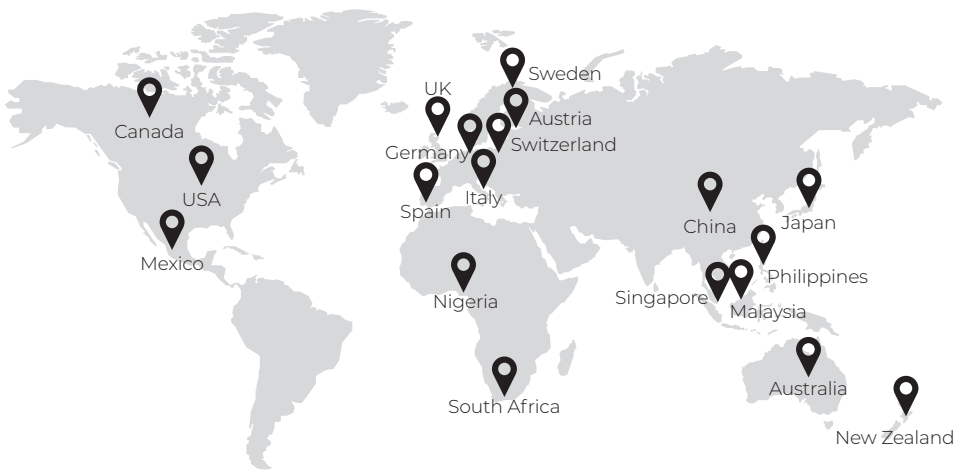 Sweden
UK
Austria
Canada
Switzerland
Germany
USA
Italy
Spain
Japan
China
Mexico
Philippines
Singapore
Nigeria
Malaysia
Australia
South Africa
New Zealand